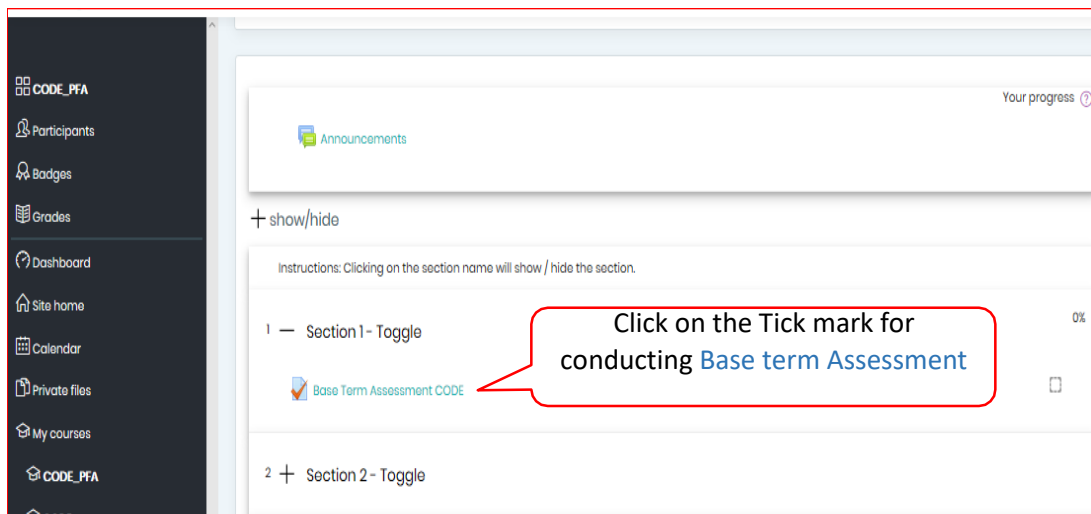 CODE_PFA
Participants
Badges
Grades
Dashboard
Site home
Calendar
Private files
My courses
CODE_PFA
Your progress
Announcements
show/hide
Instructions: Clicking on the section name will show / hide the section.
1 — Section 1 - Toggle
0%
Click on the Tick mark for
conducting Base term Assessment
Base Term Assessment CODE
2 + Section 2 - Toggle